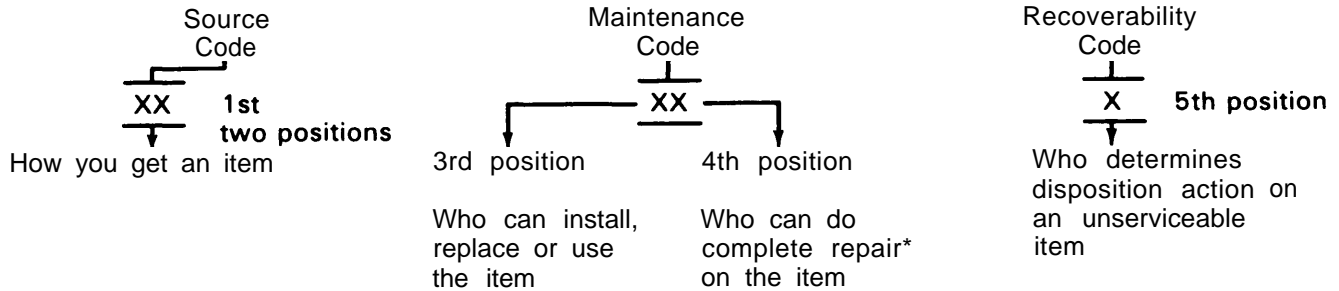 Source
Code
XX 1st
two positions
How you get an item
Maintenance
Code
XX
3rd position
Who can install,
replace or use
the item
4th position
Who can do
complete repair*
on the item
Recoverability
Code
X 5th position
Who determines
disposition action on
an unserviceable
item